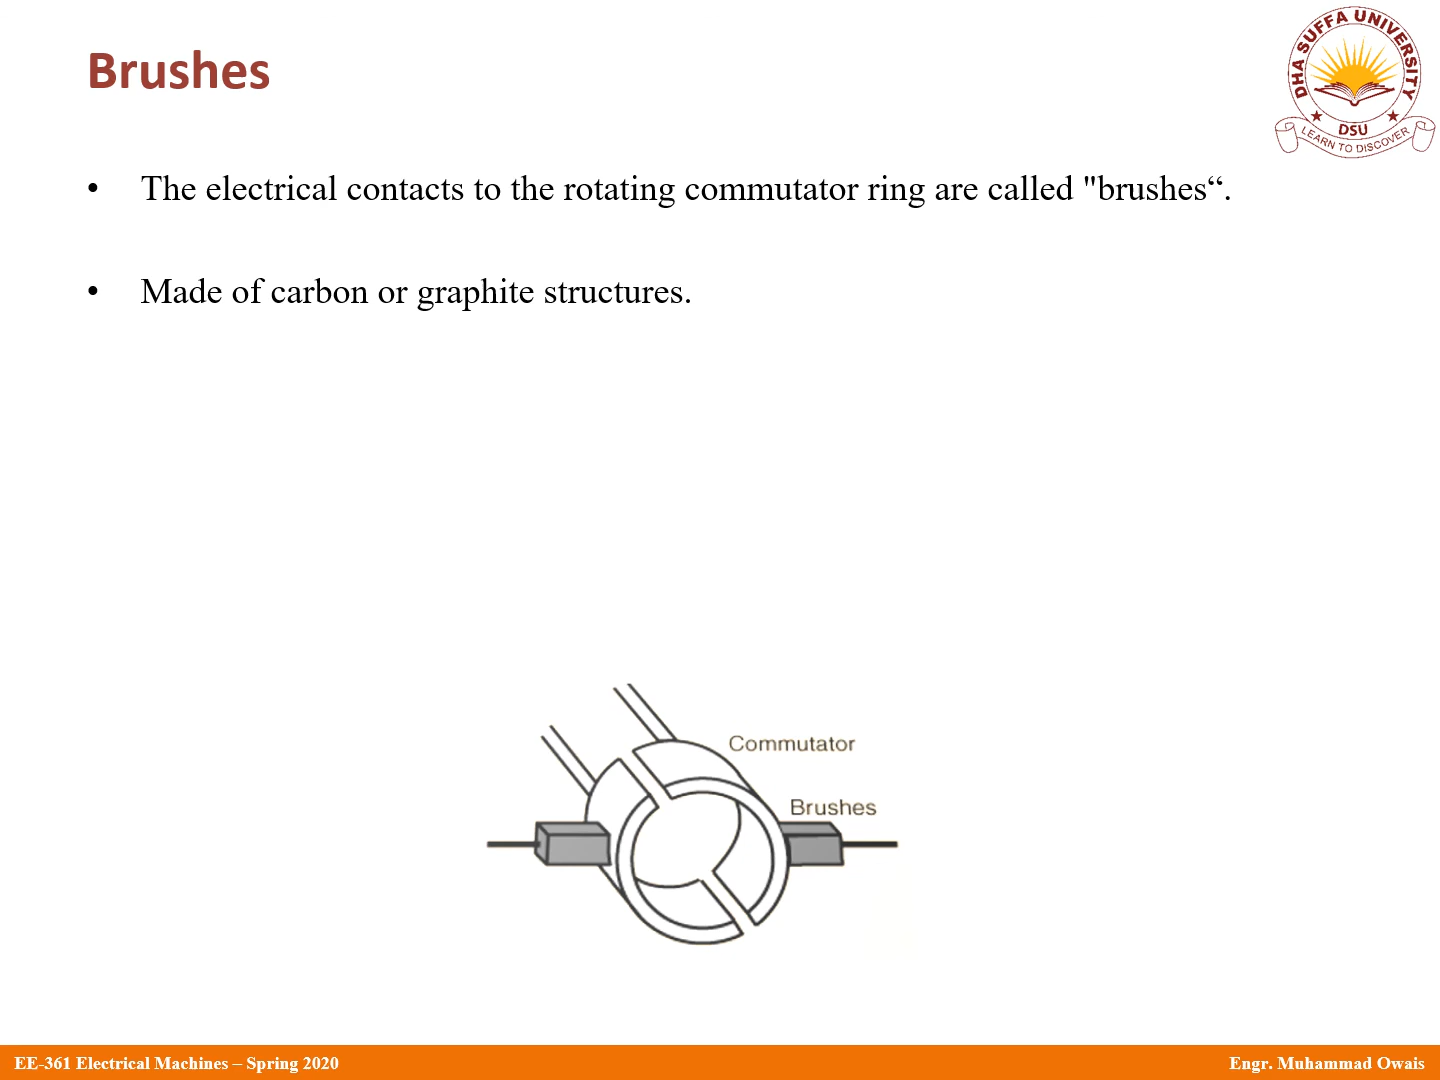 Brushes
DHA SUFFA UNIVERSITY
DSU
LEARN TO DISCOVER
• The electrical contacts to the rotating commutator ring are called "brushes“.
• Made of carbon or graphite structures.
Commutator
Brushes
EE-361 Electrical Machines – Spring 2020
Engr. Muhammad Owais